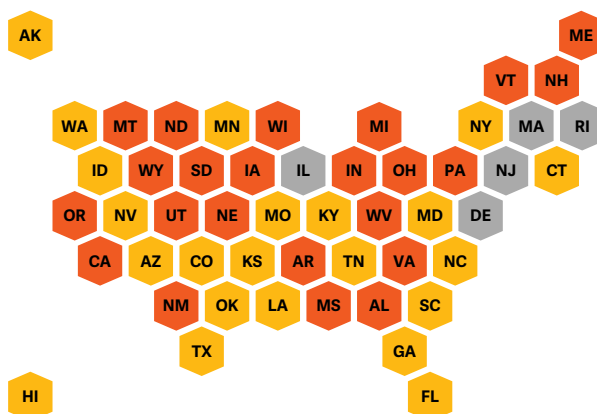 AK ME
VT NH
WA MT ND MN WI MI NY MA RI
ID WY SD IA IL IN OH PA NJ CT
OR NV UT NE MO KY WV MD DE
CA AZ CO KS AR TN VA NC
NM OK LA MS AL SC
TX GA
HI FL